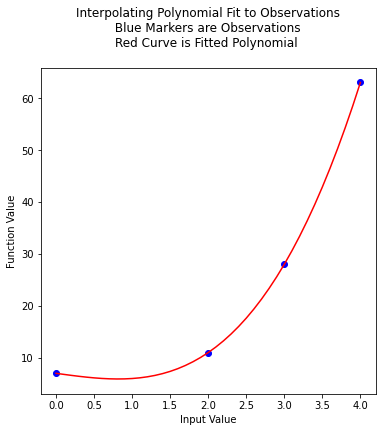 Interpolating Polynomial Fit to Observations
Blue Markers are Observations
Red Curve is Fitted Polynomial
60
50
40
30
20
10
Function Value
0.0 0.5 1.0 1.5 2.0 2.5 3.0 3.5 4.0
Input Value